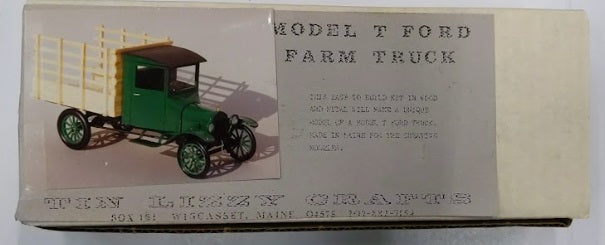 MODEL T FORD
FARM TRUCK
THIS EASY TO BUILD KIT IN WOOD
AND METAL WILL MAKE A UNIQUE
MODEL OF A MODEL T FORD TRUCK.
MADE IN MAINE FOR THE
MODELER.
TIN LIZZY CRAFTS
BOX 191 WISCASSET, MAINE 04578